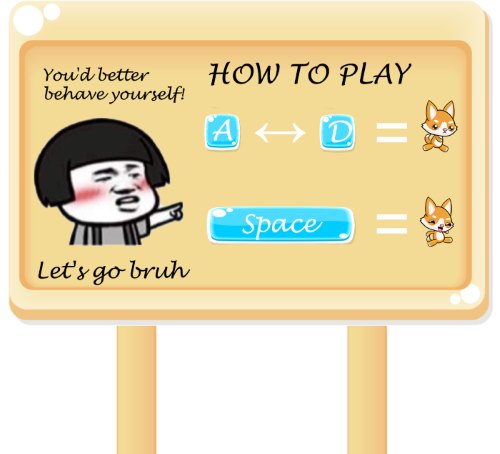 You'd better
behave yourself!
HOW TO PLAY
A ↔ D =
Space =
Let's go bruh